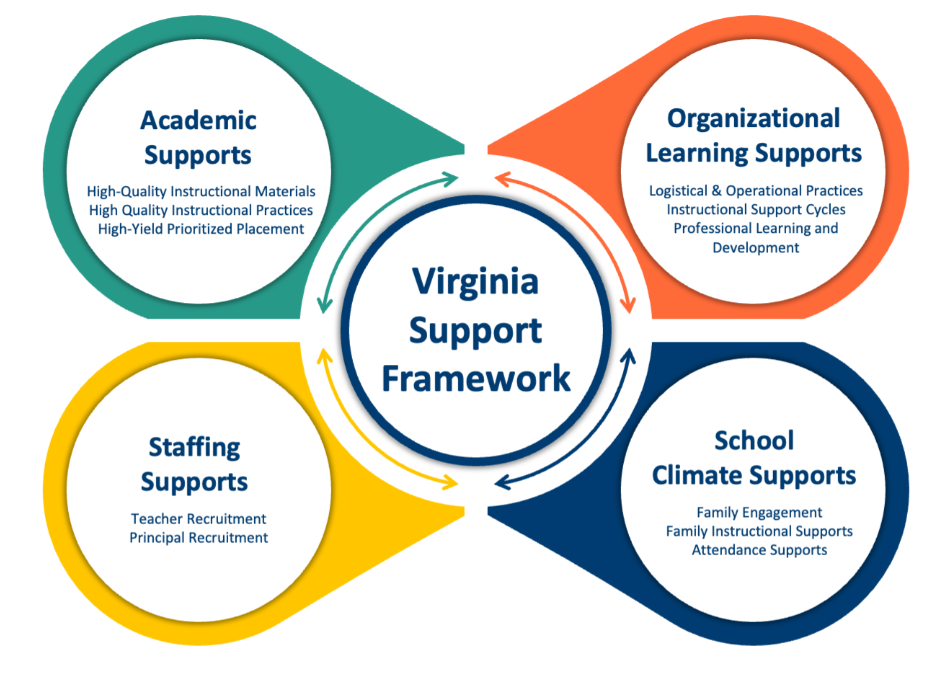 Academic
Supports
High-Quality Instructional Materials
High Quality Instructional Practices
High-Yield Prioritized Placement
Organizational
Learning Supports
Logistical & Operational Practices
Instructional Support Cycles
Professional Learning and
Development
Virginia
Support
Framework
Staffing
Supports
Teacher Recruitment
Principal Recruitment
School
Climate Supports
Family Engagement
Family Instructional Supports
Attendance Supports